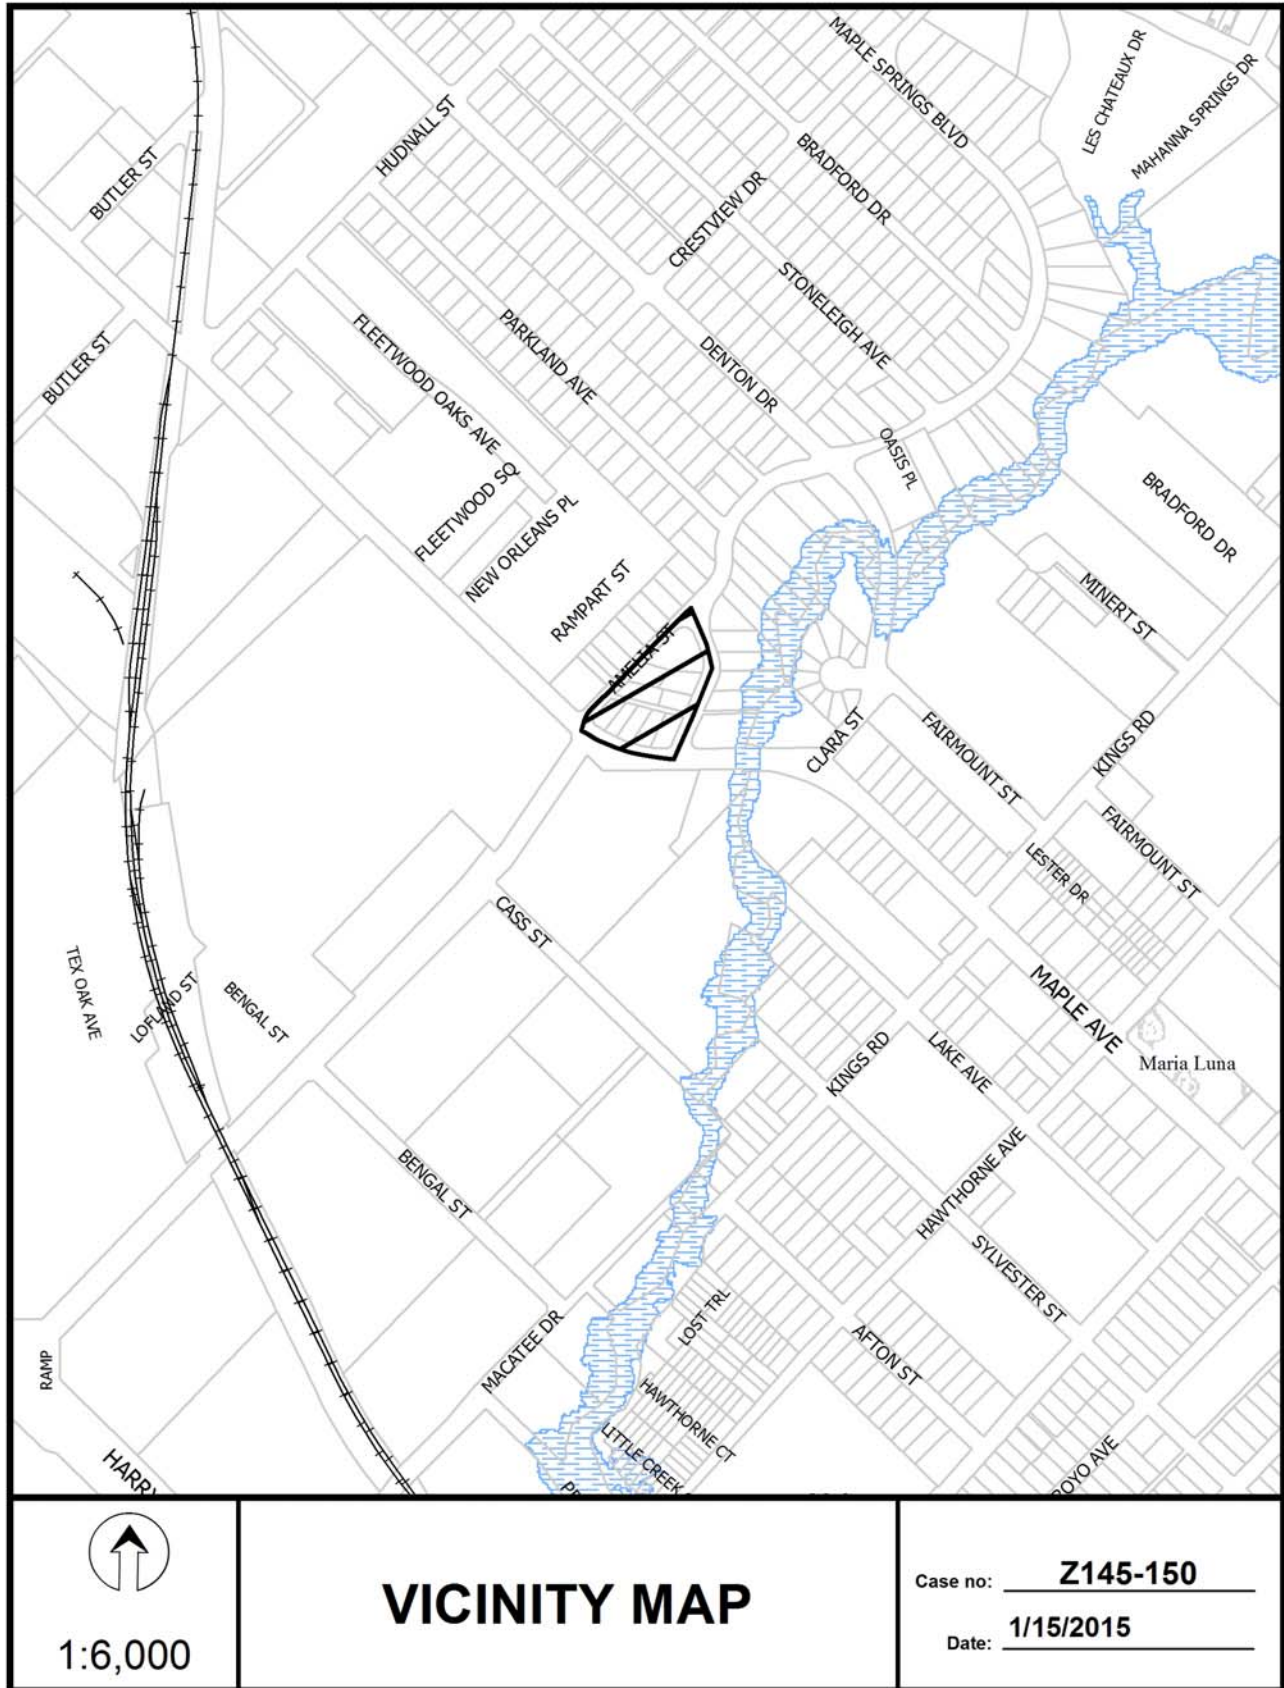 MAPLE SPRINGS BLVD
LES CHATEAUX DR
MAHANNA SPRINGS DR
HUDNALL ST
BUTLER ST
BRADFORD DR
CRESTVIEW DR
STONELEIGH AVE
BUTLER ST
FLEETWOOD OAKS AVE
PARKLAND AVE
DENTON DR
OASIS PL
FLEETWOOD SQ
NEW ORLEANS PL
BRADFORD DR
RAMPART ST
MINERT ST
AMELIA ST
CLARA ST
FAIRMOUNT ST
KINGS RD
FAIRMOUNT ST
LESTER DR
CASS ST
TEX OAK AVE
LOFLAND ST
BENGAL ST
MAPLE AVE
KINGS RD
LAKE AVE
Maria Luna
BENGAL ST
HAWTHORNE AVE
SYLVESTER ST
MACATEE DR
LOST TRL
AFTON ST
RAMP
HAWTHORNE CT
LITTLE CREEK
HARRY
OYO AVE
1:6,000
VICINITY MAP
Case no: Z145-150
Date: 1/15/2015